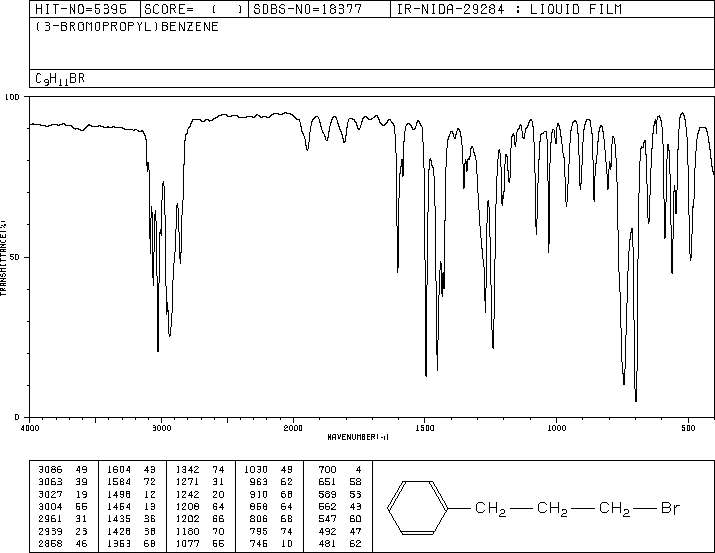 HIT-NO=5395 SCORE= ( ) SDBS-NO=18377 IR-NIDA-29284 : LIQUID FILM
(3-BROMOPROPYL)BENZENE
C9H11BR
100
50
0
TRANSMITTANCE(%)
4000 3000 2000 1500 1000 500
WAVENUMBER(-1)
3086 49 1604 43 1342 74 1030 49 700 4
3063 39 1584 72 1271 31 963 62 651 58
3027 19 1498 12 1242 20 910 68 589 53
3004 55 1454 13 1208 64 858 64 562 43
2961 31 1435 36 1202 66 806 68 547 60
2939 23 1428 38 1180 70 795 74 492 47
2858 46 1353 68 1077 55 746 10 481 62
CH2 CH2 CH2 Br